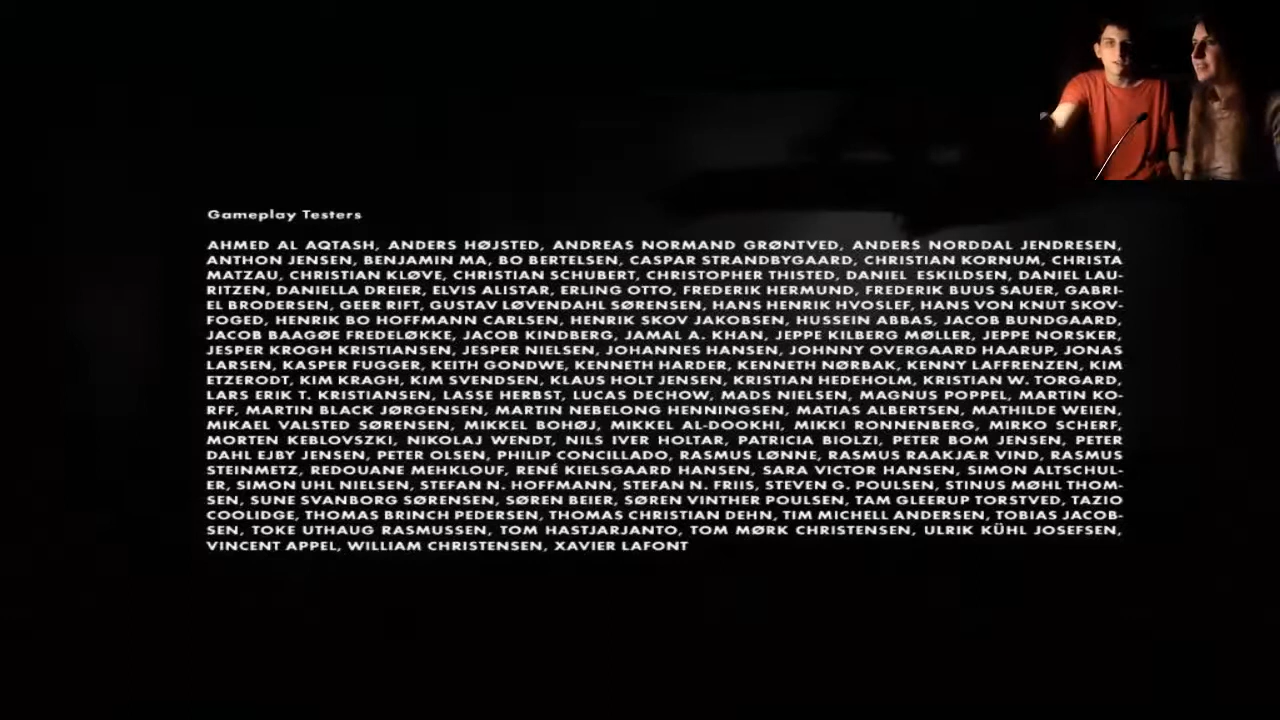 Gameplay Testers
AHMED AL AQTASH, ANDERS HØJSTED, ANDREAS NORMAND GRØNTVED, ANDERS NORDDAL JENDRESEN,
ANTHON JENSEN, BENJAMIN MA, BO BERTELSEN, CASPAR STRANDBYGAARD, CHRISTIAN KORNUM, CHRISTA
MATZAU, CHRISTIAN KLØVE, CHRISTIAN SCHUBERT, CHRISTOPHER THISTED, DANIEL ESKILDSEN, DANIEL LAU-
RITZEN, DANIELLA DREIER, ELVIS ALISTAR, ERLING OTTO, FREDERIK HERMUND, FREDERIK BUUS SAUER, GABRI-
EL BRODERSEN, GEER RIFT, GUSTAV LØVENDAHL SØRENSEN, HANS HENRIK HVOSLEF, HANS VON KNUT SKOV-
FOGED, HENRIK BO HOFFMANN CARLSEN, HENRIK SKOV JAKOBSEN, HUSSEIN ABBAS, JACOB BUNDGAARD,
JACOB BAAGØE FREDELØKKE, JACOB KINDBERG, JAMAL A. KHAN, JEPPE KILBERG MØLLER, JEPPE NORSKER,
JESPER KROGH KRISTIANSEN, JESPER NIELSEN, JOHANNES HANSEN, JOHNNY OVERGAARD HAARUP, JONAS
LARSEN, KASPER FUGGER, KEITH GONDWE, KENNETH HARDER, KENNETH NØRBAK, KENNY LAFFRENZEN, KIM
ETZERODT, KIM KRAGH, KIM SVENDSEN, KLAUS HOLT JENSEN, KRISTIAN HEDEHOLM, KRISTIAN W. TORGARD,
LARS ERIK T. KRISTIANSEN, LASSE HERBST, LUCAS DECHOW, MADS NIELSEN, MAGNUS POPPEL, MARTIN KO-
RFF, MARTIN BLACK JØRGENSEN, MARTIN NEBELONG HENNINGSEN, MATIAS ALBERTSEN, MATHILDE WEIEN,
MIKAEL VALSTED SØRENSEN, MIKKEL BOHØJ, MIKKEL AL-DOOKHI, MIKKI RONNENBERG, MIRKO SCHERF,
MORTEN KEBLOVSZKI, NIKOLAJ WENDT, NILS IVER HOLTAR, PATRICIA BIOLZI, PETER BOM JENSEN, PETER
DAHL EJBY JENSEN, PETER OLSEN, PHILIP CONCILLADO, RASMUS LØNNE, RASMUS RAAKJÆR VIND, RASMUS
STEINMETZ, REDOUANE MEHKLOUF, RENÉ KIELSGAARD HANSEN, SARA VICTOR HANSEN, SIMON ALTSCHUL-
ER, SIMON UHL NIELSEN, STEFAN N. HOFFMANN, STEFAN N. FRIIS, STEVEN G. POULSEN, STINUS MØHL THOM-
SEN, SUNE SVANBORG SØRENSEN, SØREN BEIER, SØREN VINTHER POULSEN, TAM GLEERUP TORSTVED, TAZIO
COOLIDGE, THOMAS BRINCH PEDERSEN, THOMAS CHRISTIAN DEHN, TIM MICHELL ANDERSEN, TOBIAS JACOB-
SEN, TOKE UTHAUG RASMUSSEN, TOM HASTJARJANTO, TOM MØRK CHRISTENSEN, ULRIK KÜHL JOSEFSEN,
VINCENT APPEL, WILLIAM CHRISTENSEN, XAVIER LAFONT